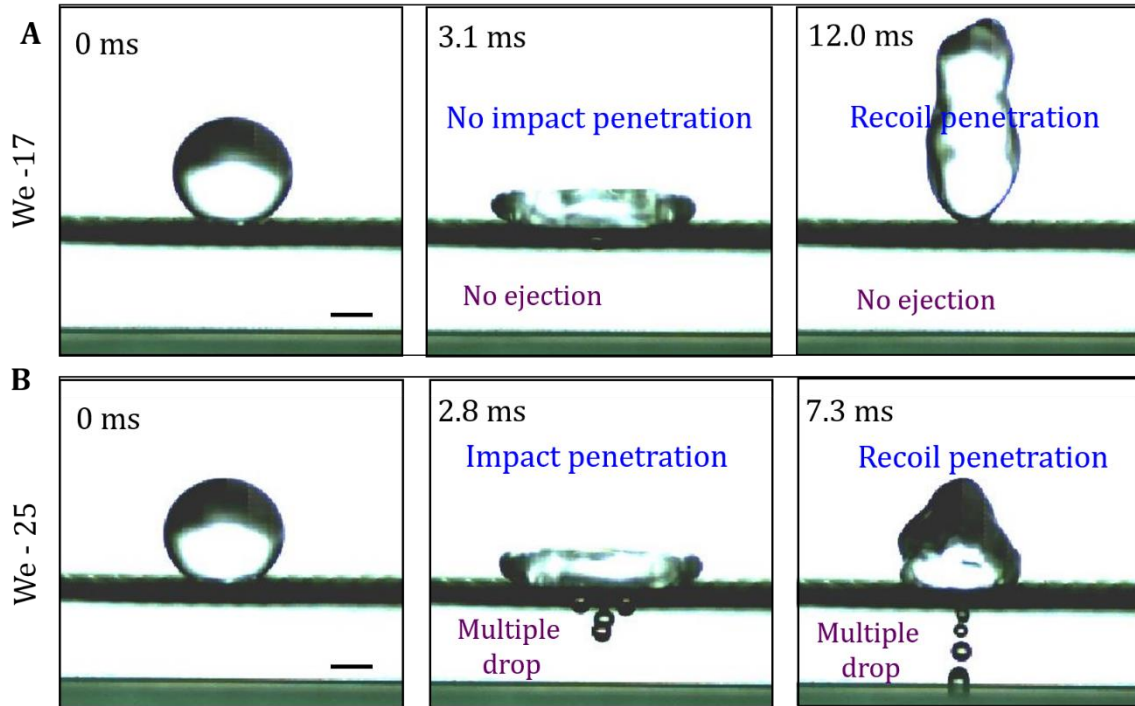 A
We -17
0 ms
3.1 ms
No impact penetration
No ejection
12.0 ms
Recoil penetration
No ejection
B
We - 25
0 ms
2.8 ms
Impact penetration
Multiple
drop
7.3 ms
Recoil penetration
Multiple
drop